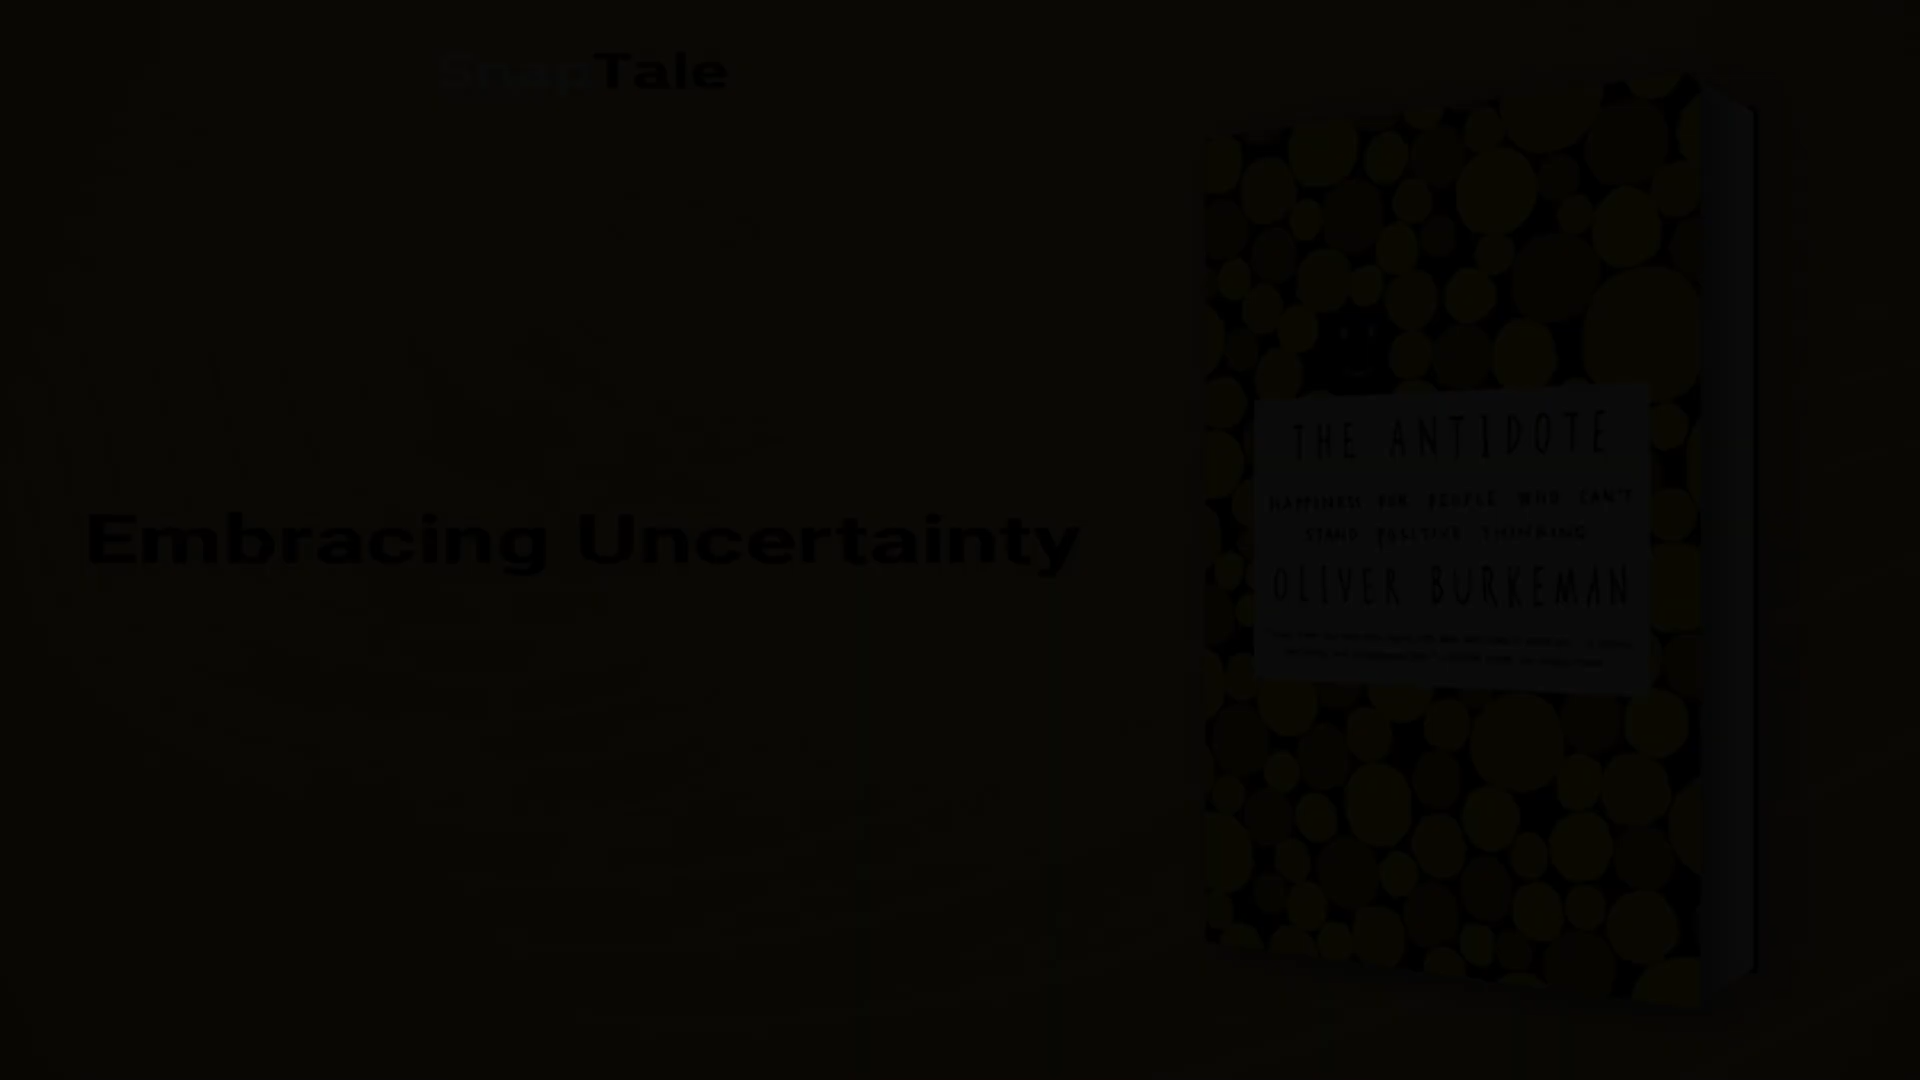 SnapTale
Embracing Uncertainty
THE ANTIDOTE
HAPPINESS FOR PEOPLE WHO CAN'T
STAND POSITIVE THINKING
OLIVER BURKEMAN